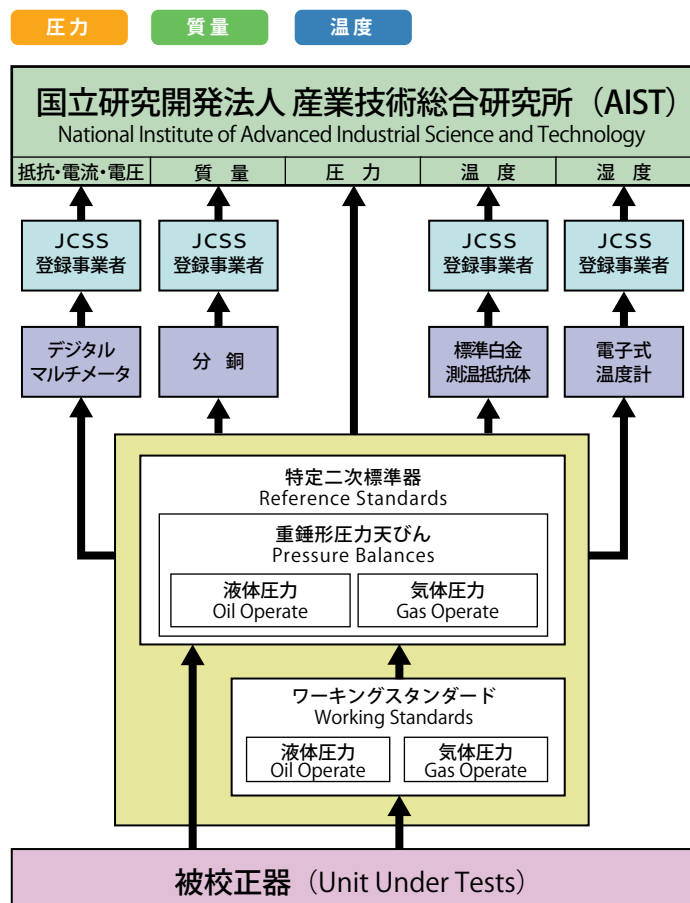 圧力 質量 温度
国立研究開発法人 産業技術総合研究所（AIST）
National Institute of Advanced Industrial Science and Technology
抵抗・電流・電圧 質 量 圧 力 温 度 湿 度
JCSS
登録事業者
JCSS
登録事業者
JCSS
登録事業者
JCSS
登録事業者
デジタル
マルチメータ
分 銅
標準白金
測温抵抗体
電子式
温度計
特定二次標準器
Reference Standards
重錘形圧力天びん
Pressure Balances
液体圧力
Oil Operate
気体圧力
Gas Operate
ワーキングスタンダード
Working Standards
液体圧力
Oil Operate
気体圧力
Gas Operate
被校正器（Unit Under Tests）